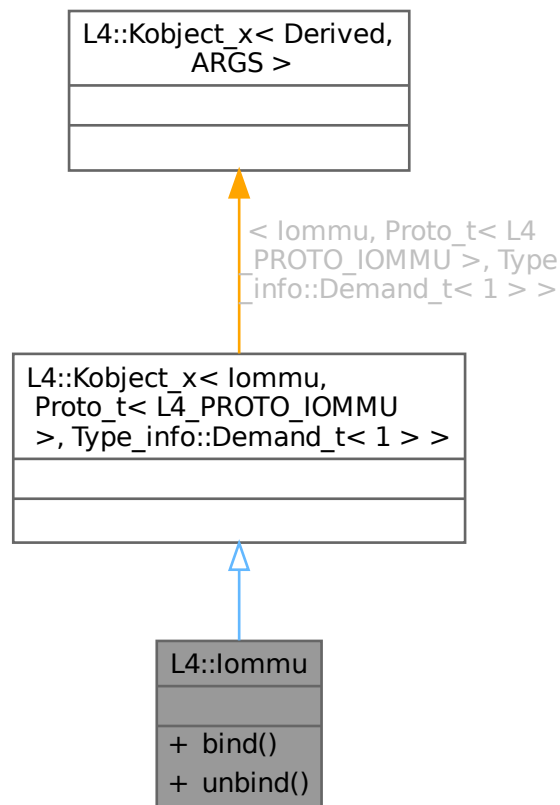 L4::Kobject_x< Derived,
ARGS >
< Iommu, Proto_t< L4
_PROTO_IOMMU >, Type
_info::Demand_t< 1 > >
L4::Kobject_x< Iommu,
Proto_t< L4_PROTO_IOMMU
>, Type_info::Demand_t< 1 > >
L4::Iommu
+ bind()
+ unbind()